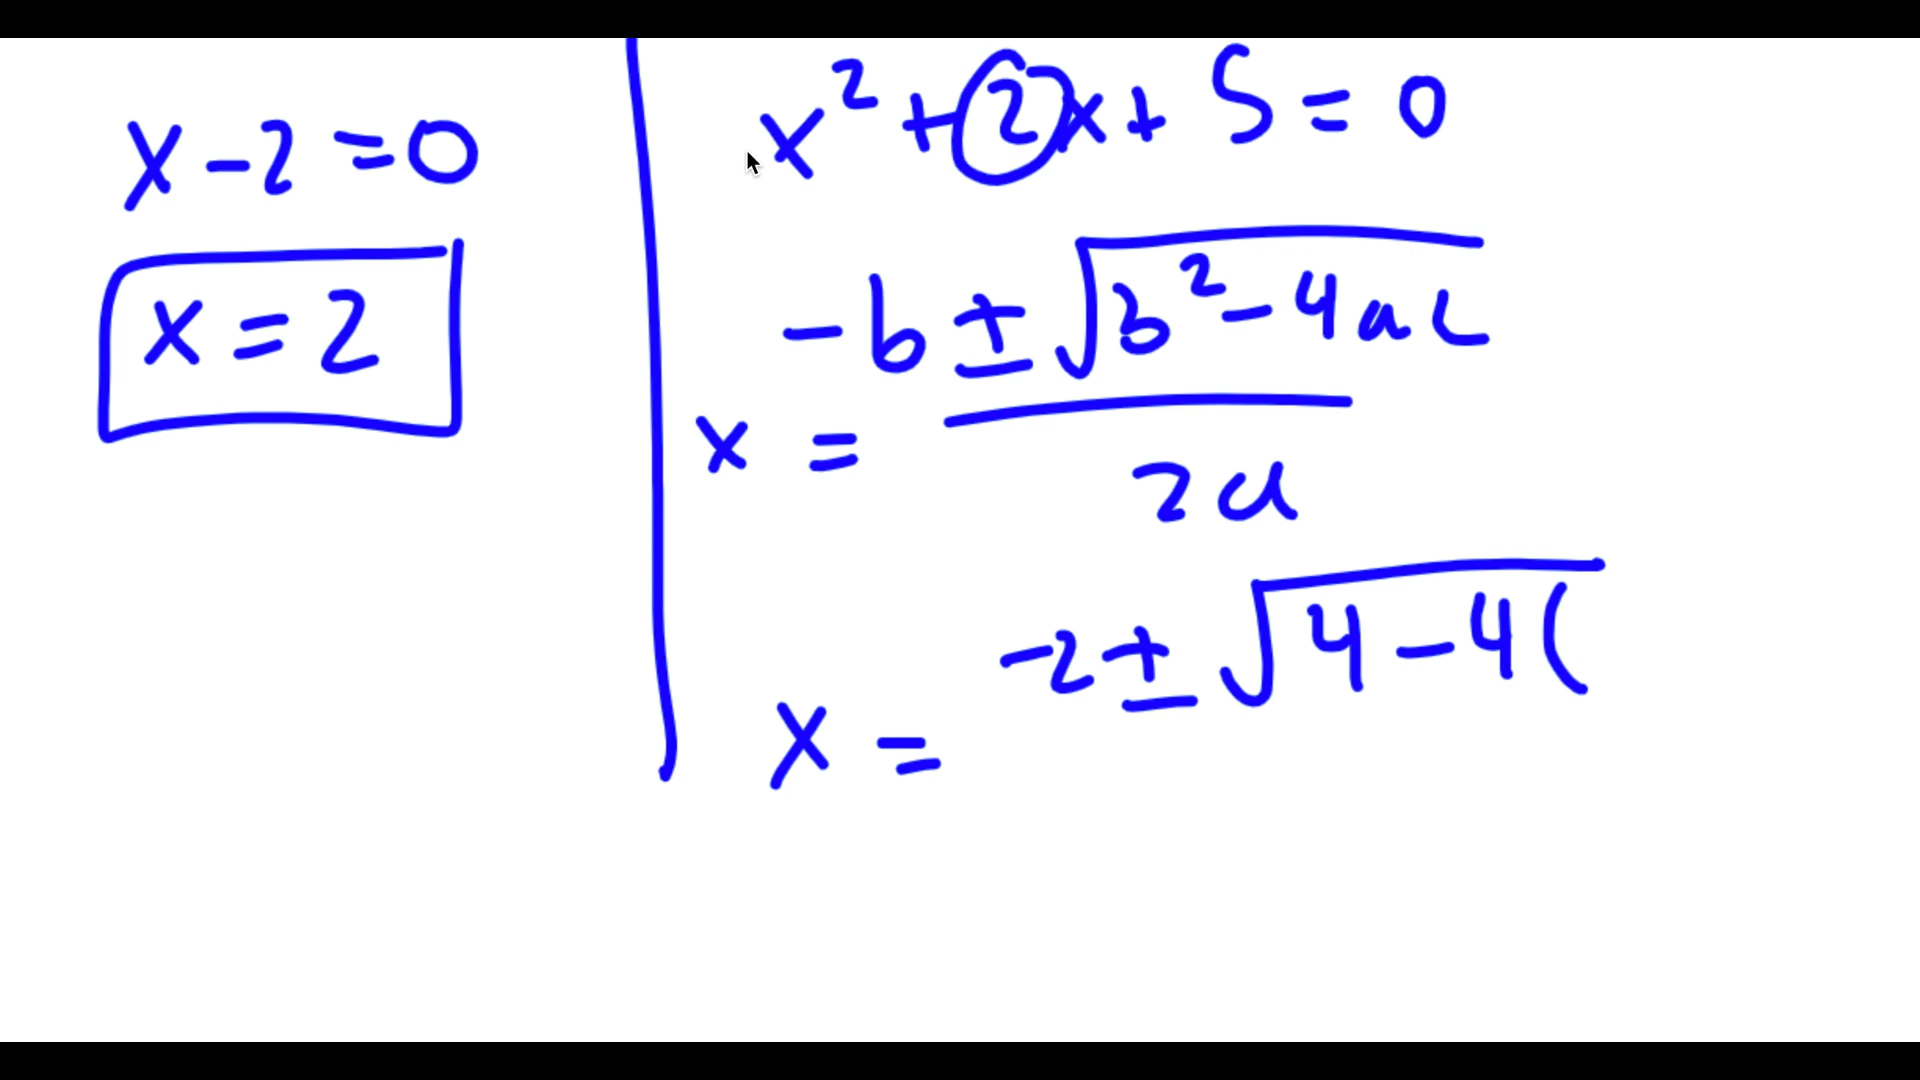 x - 2 = 0
x = 2
x² + 2x + 5 = 0
x = (-b ± √(b² - 4ac)) / 2a
x = -2 ± √(4 - 4(